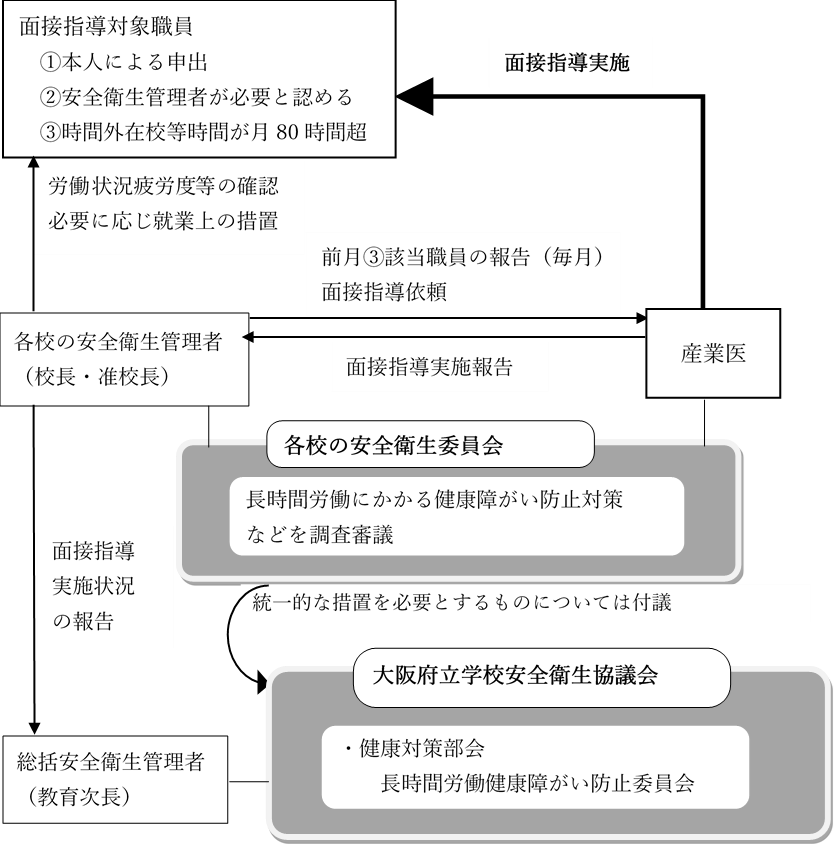 面接指導対象職員
①本人による申出
②安全衛生管理者が必要と認める
③時間外在校等時間が月 80 時間超
面接指導実施
労働状況疲労度等の確認
必要に応じ就業上の措置
前月③該当職員の報告（毎月）
面接指導依頼
各校の安全衛生管理者
（校長・准校長）
産業医
面接指導実施報告
各校の安全衛生委員会
長時間労働にかかる健康障がい防止対策
などを調査審議
面接指導
実施状況
の報告
統一的な措置を必要とするものについては付議
大阪府立学校安全衛生協議会
・健康対策部会
長時間労働健康障がい防止委員会
総括安全衛生管理者
（教育次長）